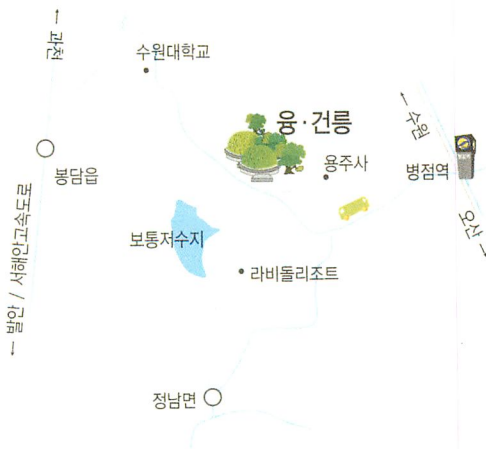 ← 과천
수원대학교
융·건릉
← 수원
봉담읍
용주사
병점역
오산 →
보통저수지
라비돌리조트
← 발안 / 서해안고속도로
정남면